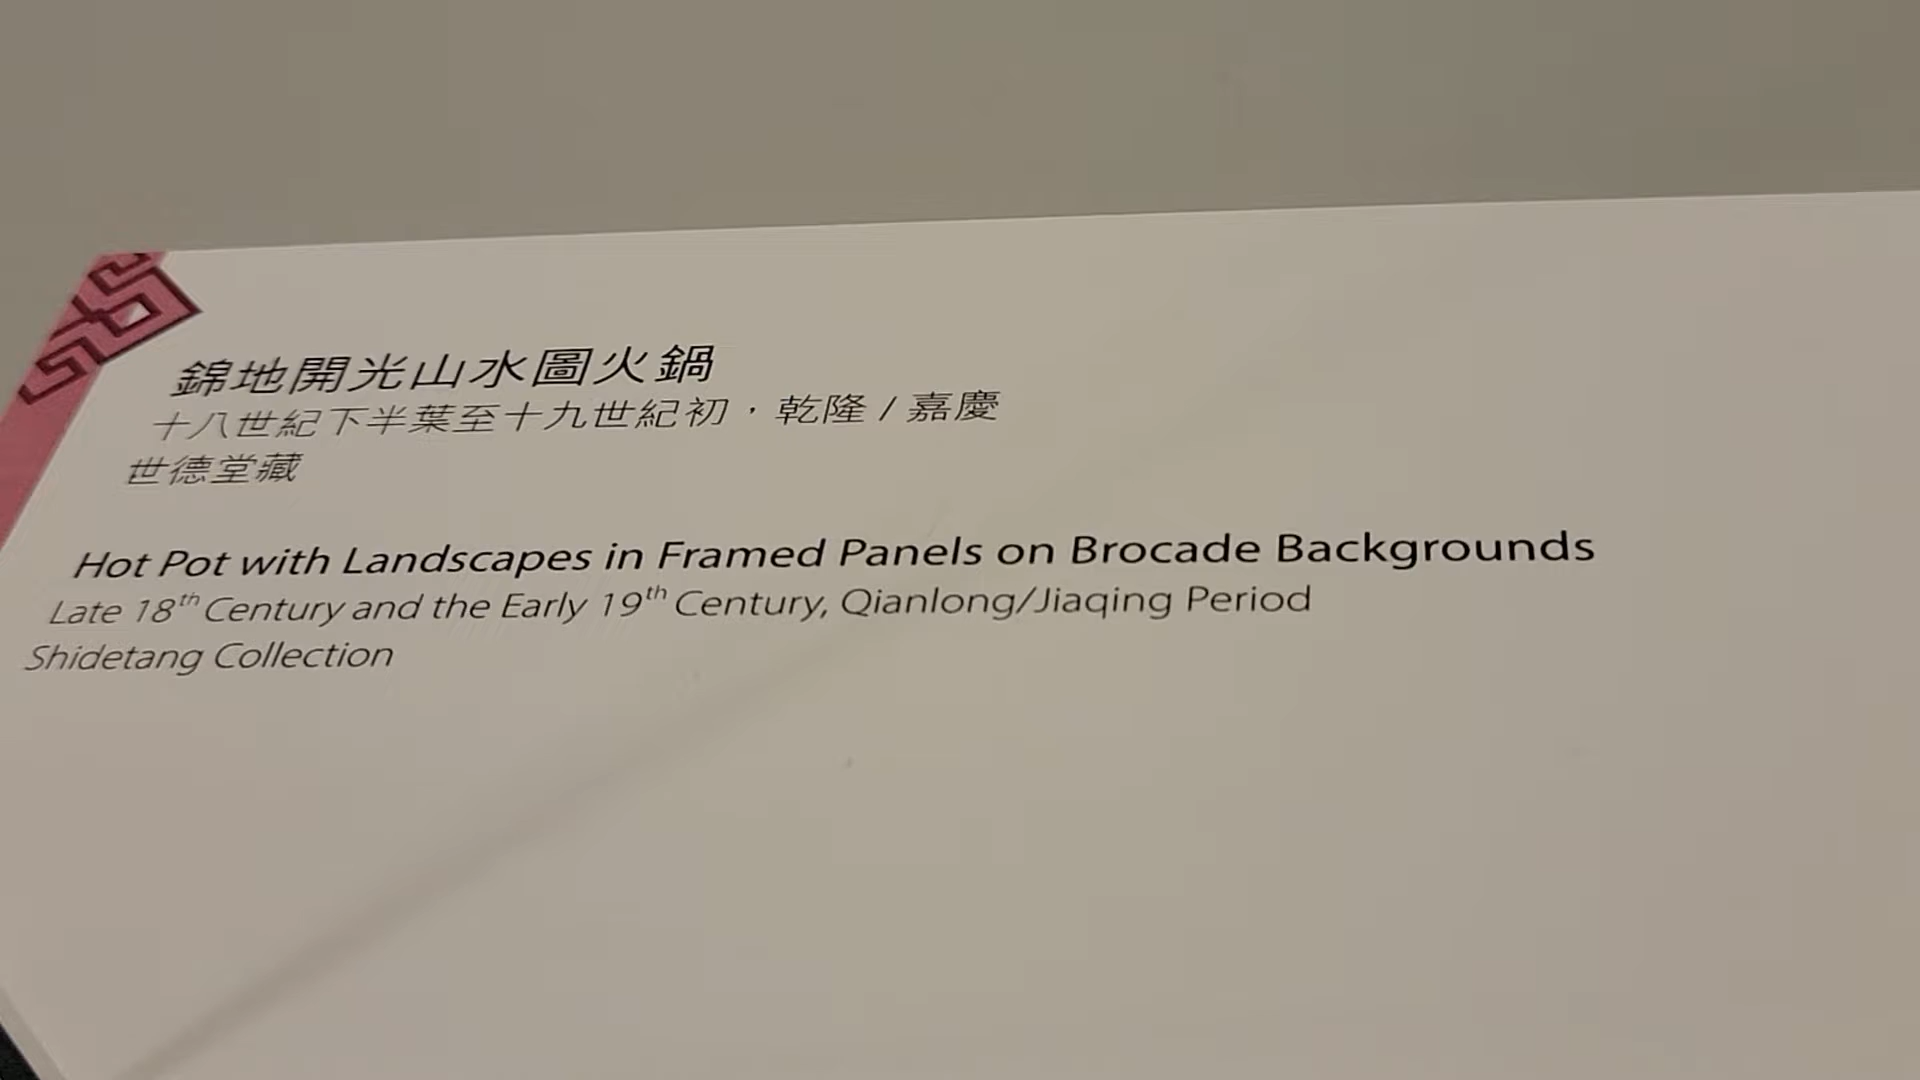 錦地開光山水圖火鍋
十八世紀下半葉至十九世紀初，乾隆 / 嘉慶
世德堂藏
Hot Pot with Landscapes in Framed Panels on Brocade Backgrounds
Late 18th Century and the Early 19th Century, Qianlong/Jiaqing Period
Shidetang Collection